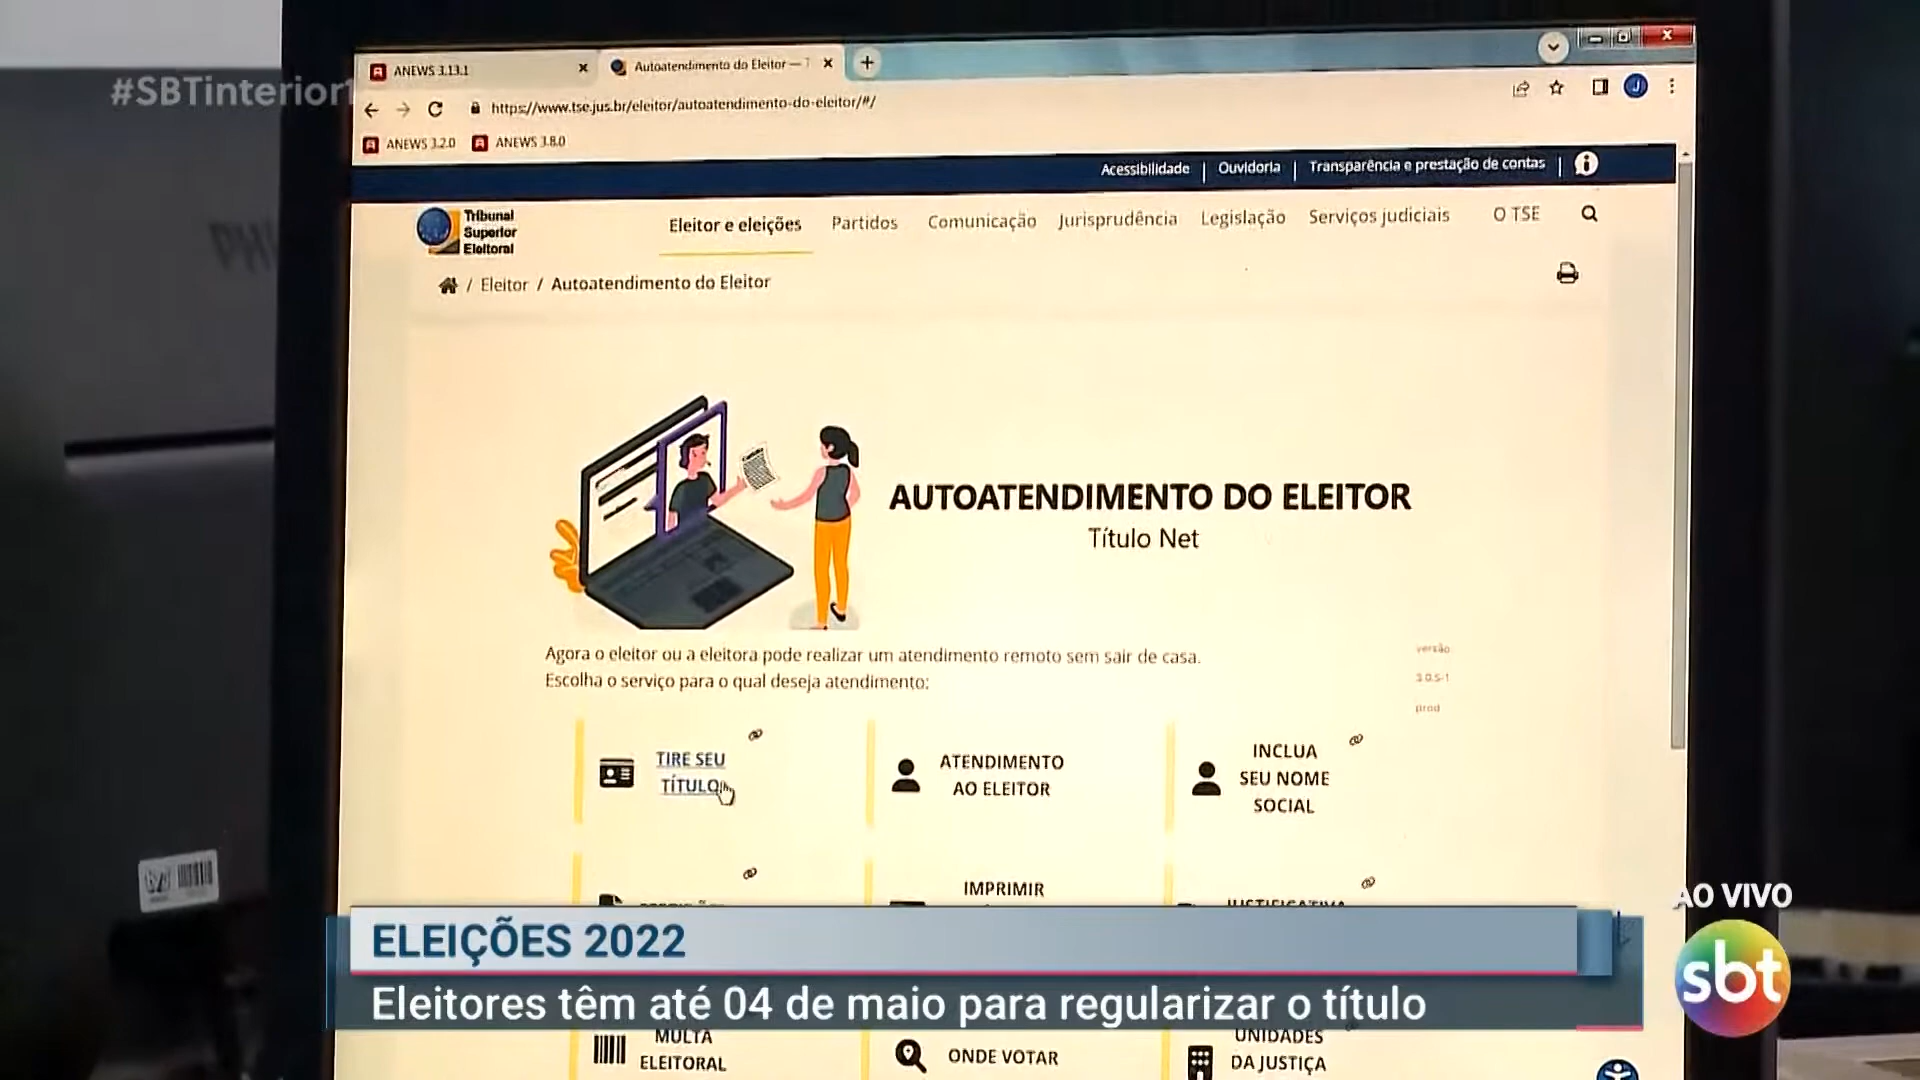 #SBTinterior
ANEWS 3.13.1
Autoatendimento do Eleitor —
https://www.tse.jus.br/eleitor/autoatendimento-do-eleitor/#/
J
ANEWS 3.2.0
ANEWS 3.8.0
Acessibilidade | Ouvidoria | Transparência e prestação de contas |
Tribunal
Superior
Eleitoral
Eleitor e eleições
Partidos
Comunicação
Jurisprudência
Legislação
Serviços judiciais
O TSE
/ Eleitor / Autoatendimento do Eleitor
AUTOATENDIMENTO DO ELEITOR
Título Net
Agora o eleitor ou a eleitora pode realizar um atendimento remoto sem sair de casa.
Escolha o serviço para o qual deseja atendimento:
versão
3.0.5-1
prod
TIRE SEU
TÍTULO
ATENDIMENTO
AO ELEITOR
INCLUA
SEU NOME
SOCIAL
IMPRIMIR
JUSTIFICATIVA
AO VIVO
sbt
ELEIÇÕES 2022
Eleitores têm até 04 de maio para regularizar o título
MULTA
ELEITORAL
ONDE VOTAR
UNIDADES
DA JUSTIÇA